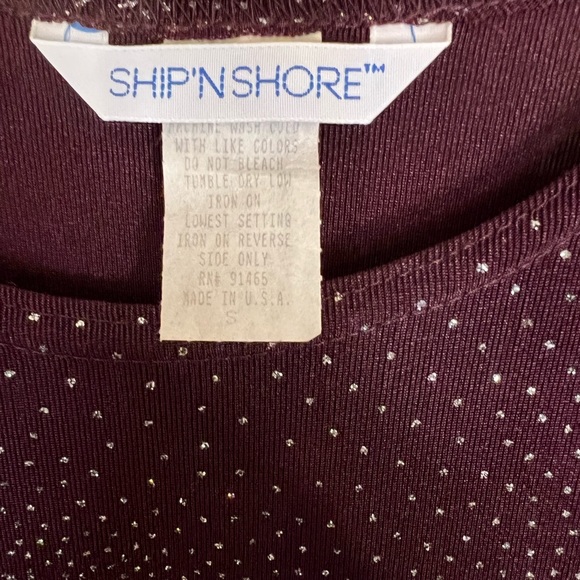 SHIP'N SHORE™
MACHINE WASH COLD
WITH LIKE COLORS
DO NOT BLEACH
TUMBLE DRY LOW
IRON ON
LOWEST SETTING
IRON ON REVERSE
SIDE ONLY
RN# 91465
MADE IN U.S.A.
S